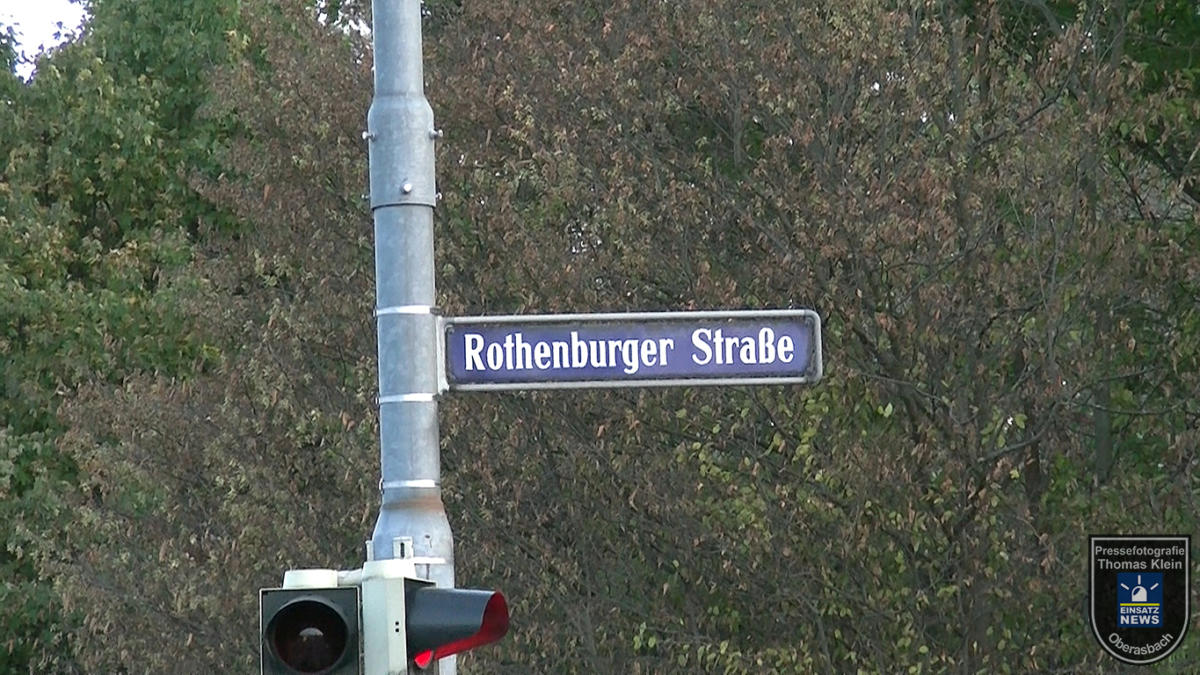 Rothenburger Straße
Pressefotografie
Thomas Klein
EINSATZ
NEWS
Oberasbach